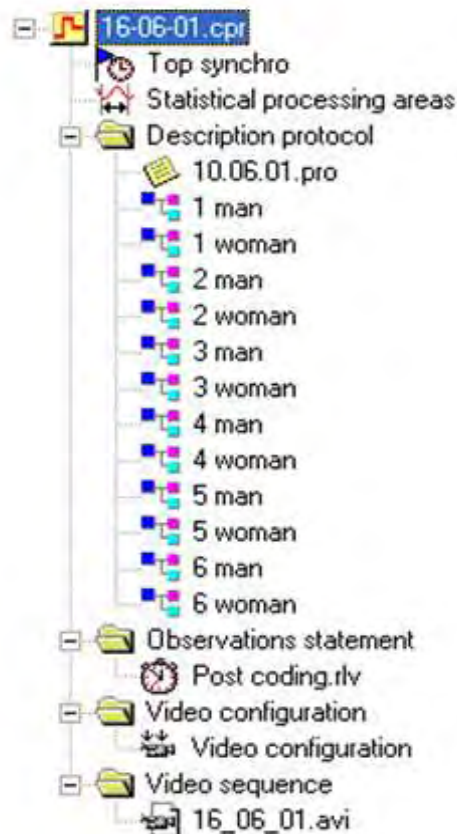 16-06-01.cpr
Top synchro
Statistical processing areas
Description protocol
10.06.01.pro
1 man
1 woman
2 man
2 woman
3 man
3 woman
4 man
4 woman
5 man
5 woman
6 man
6 woman
Observations statement
Post coding.rlv
Video configuration
Video configuration
Video sequence
16_06_01.avi